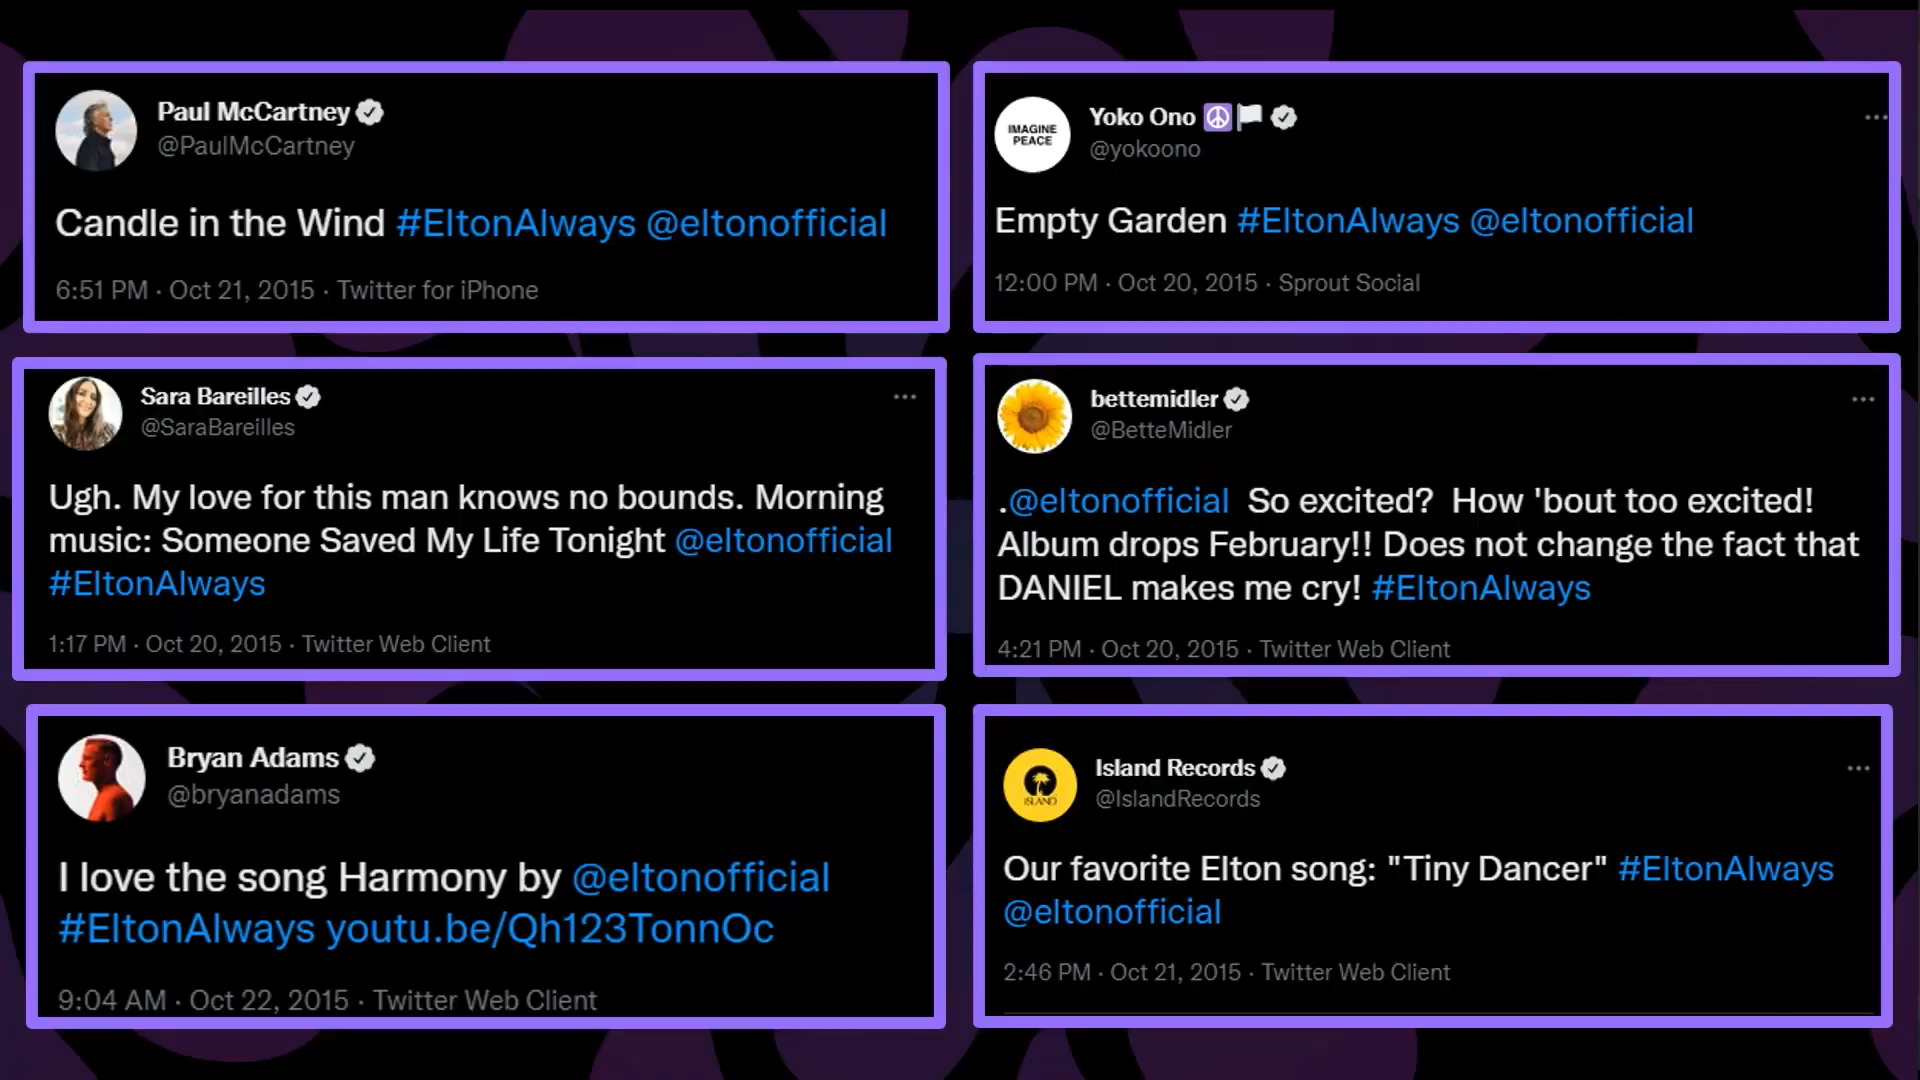 Paul McCartney
@PaulMcCartney
Candle in the Wind #EltonAlways @eltonofficial
6:51 PM · Oct 21, 2015 · Twitter for iPhone
IMAGINE
PEACE
Yoko Ono ☮️🏳️
@yokoono
Empty Garden #EltonAlways @eltonofficial
12:00 PM · Oct 20, 2015 · Sprout Social
Sara Bareilles
@SaraBareilles
Ugh. My love for this man knows no bounds. Morning
music: Someone Saved My Life Tonight @eltonofficial
#EltonAlways
1:17 PM · Oct 20, 2015 · Twitter Web Client
bettemidler
@BetteMidler
.@eltonofficial  So excited?  How 'bout too excited!
Album drops February!! Does not change the fact that
DANIEL makes me cry! #EltonAlways
4:21 PM · Oct 20, 2015 · Twitter Web Client
Bryan Adams
@bryanadams
I love the song Harmony by @eltonofficial
#EltonAlways youtu.be/Qh123TonnOc
9:04 AM · Oct 22, 2015 · Twitter Web Client
ISLAND
Island Records
@IslandRecords
Our favorite Elton song: "Tiny Dancer" #EltonAlways
@eltonofficial
2:46 PM · Oct 21, 2015 · Twitter Web Client